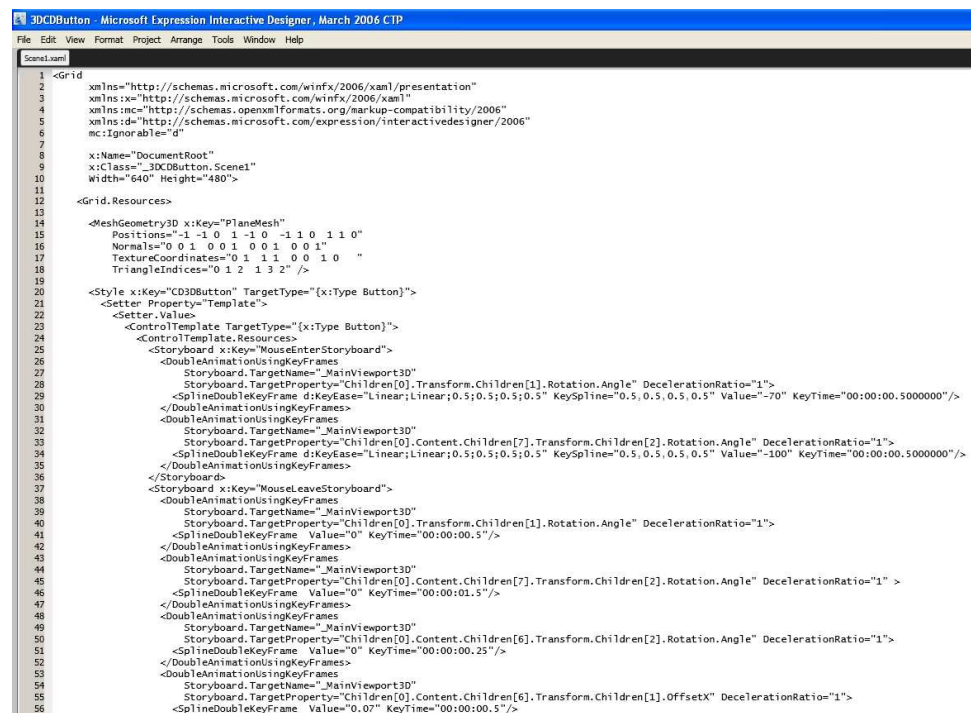 3DCDButton - Microsoft Expression Interactive Designer, March 2006 CTP
File Edit View Format Project Arrange Tools Window Help
Scene1.xaml
1 <Grid
2 xmlns="http://schemas.microsoft.com/winfx/2006/xaml/presentation"
3 xmlns:x="http://schemas.microsoft.com/winfx/2006/xaml"
4 xmlns:mc="http://schemas.openxmlformats.org/markup-compatibility/2006"
5 xmlns:d="http://schemas.microsoft.com/expression/interactivedesigner/2006"
6 mc:Ignorable="d"
7
8 x:Name="DocumentRoot"
9 x:Class="_3DCDButton.Scene1"
10 Width="640" Height="480">
11
12 <Grid.Resources>
13
14 <MeshGeometry3D x:Key="PlaneMesh"
15 Positions="-1 -1 0  1 -1 0  -1 1 0  1 1 0"
16 Normals="0 0 1  0 0 1  0 0 1  0 0 1"
17 TextureCoordinates="0 1  1 1  0 0  1 0   "
18 TriangleIndices="0 1 2  1 3 2" />
19
20 <Style x:Key="CD3DButton" TargetType="{x:Type Button}">
21 <Setter Property="Template">
22 <Setter.Value>
23 <ControlTemplate TargetType="{x:Type Button}">
24 <ControlTemplate.Resources>
25 <Storyboard x:Key="MouseEnterStoryboard">
26 <DoubleAnimationUsingKeyFrames
27 Storyboard.TargetName="_MainViewport3D"
28 Storyboard.TargetProperty="Children[0].Transform.Children[1].Rotation.Angle" DecelerationRatio="1">
29 <SplineDoubleKeyFrame d:KeyEase="Linear;Linear;0.5;0.5;0.5;0.5" KeySpline="0.5,0.5,0.5,0.5" Value="-70" KeyTime="00:00:00.5000000"/>
30 </DoubleAnimationUsingKeyFrames>
31 <DoubleAnimationUsingKeyFrames
32 Storyboard.TargetName="_MainViewport3D"
33 Storyboard.TargetProperty="Children[0].Content.Children[7].Transform.Children[2].Rotation.Angle" DecelerationRatio="1">
34 <SplineDoubleKeyFrame d:KeyEase="Linear;Linear;0.5;0.5;0.5;0.5" KeySpline="0.5,0.5,0.5,0.5" Value="-100" KeyTime="00:00:00.5000000"/>
35 </DoubleAnimationUsingKeyFrames>
36 </Storyboard>
37 <Storyboard x:Key="MouseLeaveStoryboard">
38 <DoubleAnimationUsingKeyFrames
39 Storyboard.TargetName="_MainViewport3D"
40 Storyboard.TargetProperty="Children[0].Transform.Children[1].Rotation.Angle" DecelerationRatio="1">
41 <SplineDoubleKeyFrame  Value="0" KeyTime="00:00:00.5"/>
42 </DoubleAnimationUsingKeyFrames>
43 <DoubleAnimationUsingKeyFrames
44 Storyboard.TargetName="_MainViewport3D"
45 Storyboard.TargetProperty="Children[0].Content.Children[7].Transform.Children[2].Rotation.Angle" DecelerationRatio="1" >
46 <SplineDoubleKeyFrame  Value="0" KeyTime="00:00:01.5"/>
47 </DoubleAnimationUsingKeyFrames>
48 <DoubleAnimationUsingKeyFrames
49 Storyboard.TargetName="_MainViewport3D"
50 Storyboard.TargetProperty="Children[0].Content.Children[6].Transform.Children[2].Rotation.Angle" DecelerationRatio="1">
51 <SplineDoubleKeyFrame  Value="0" KeyTime="00:00:00.25"/>
52 </DoubleAnimationUsingKeyFrames>
53 <DoubleAnimationUsingKeyFrames
54 Storyboard.TargetName="_MainViewport3D"
55 Storyboard.TargetProperty="Children[0].Content.Children[6].Transform.Children[1].OffsetX" DecelerationRatio="1">
56 <SplineDoubleKeyFrame  Value="0.07" KeyTime="00:00:00.5"/>